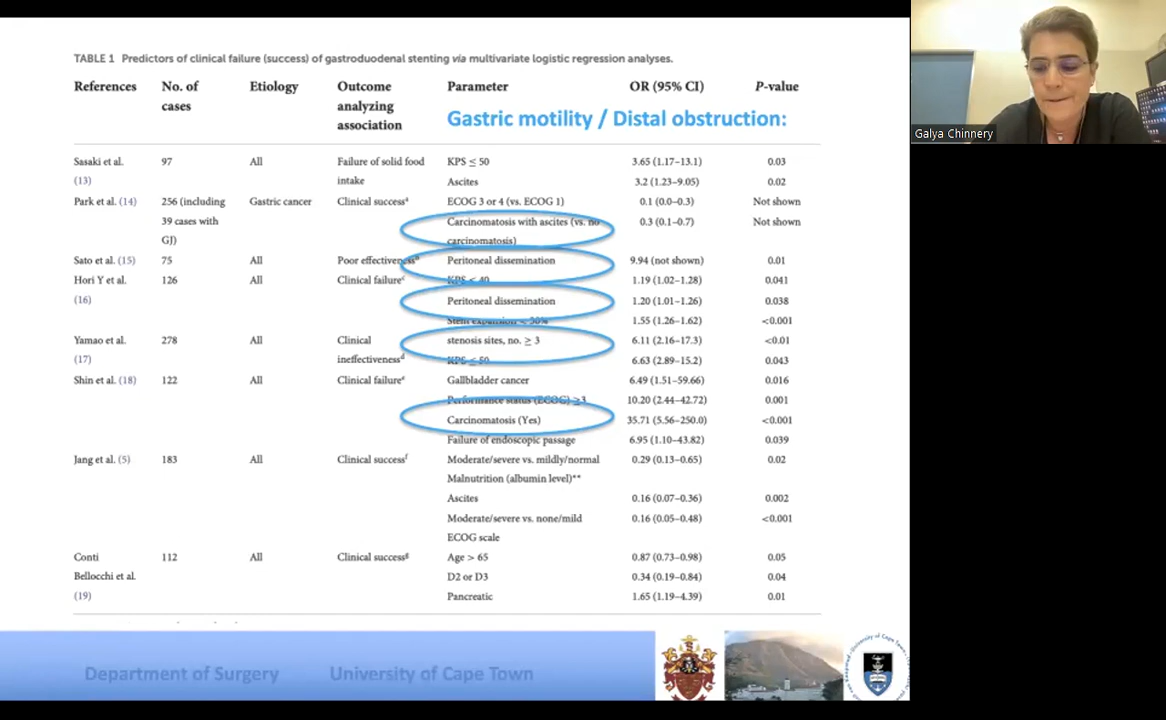 TABLE 1 Predictors of clinical failure (success) of gastroduodenal stenting via multivariate logistic regression analyses.
References No. of cases Etiology Outcome analyzing association Parameter OR (95% CI) P-value
Gastric motility / Distal obstruction:
Sasaki et al. (13) 97 All Failure of solid food intake KPS ≤ 50 3.65 (1.17–13.1) 0.03
Ascites 3.2 (1.23–9.05) 0.02
Park et al. (14) 256 (including 39 cases with GJ) Gastric cancer Clinical successᵃ ECOG 3 or 4 (vs. ECOG 1) 0.1 (0.0–0.3) Not shown
Carcinomatosis with ascites (vs. no carcinomatosis) 0.3 (0.1–0.7) Not shown
Sato et al. (15) 75 All Poor effectiveness Peritoneal dissemination 9.94 (not shown) 0.01
Hori Y et al. (16) 126 All Clinical failureᶜ KPS ≤ 40 1.19 (1.02–1.28) 0.041
Peritoneal dissemination 1.20 (1.01–1.26) 0.038
Stent expansion < 30% 1.55 (1.26–1.62) <0.001
Yamao et al. (17) 278 All Clinical ineffectivenessᵈ stenosis sites, no. ≥ 3 6.11 (2.16–17.3) <0.01
KPS ≤ 50 6.63 (2.89–15.2) 0.043
Shin et al. (18) 122 All Clinical failureᵉ Gallbladder cancer 6.49 (1.51–59.66) 0.016
Performance status (ECOG) ≥3 10.20 (2.44–42.72) 0.001
Carcinomatosis (Yes) 35.71 (5.56–250.0) <0.001
Failure of endoscopic passage 6.95 (1.10–43.82) 0.039
Jang et al. (5) 183 All Clinical successᶠ Moderate/severe vs. mildly/normal Malnutrition (albumin level)** 0.29 (0.13–0.65) 0.02
Ascites 0.16 (0.07–0.36) 0.002
Moderate/severe vs. none/mild ECOG scale 0.16 (0.05–0.48) <0.001
Conti Bellocchi et al. (19) 112 All Clinical successᵍ Age > 65 0.87 (0.73–0.98) 0.05
D2 or D3 0.34 (0.19–0.84) 0.04
Pancreatic 1.65 (1.19–4.39) 0.01
Department of Surgery University of Cape Town
Galya Chinnery